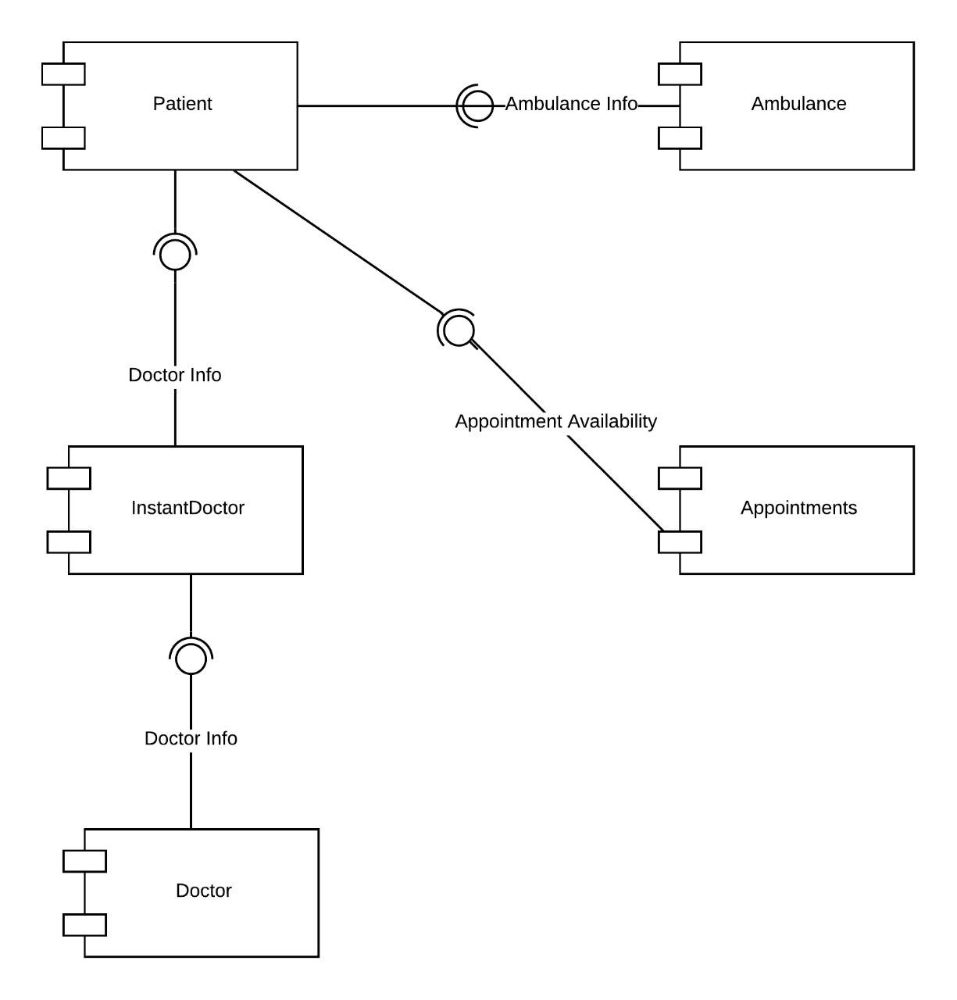 Patient
Ambulance Info
Ambulance
Doctor Info
Appointment Availability
InstantDoctor
Appointments
Doctor Info
Doctor